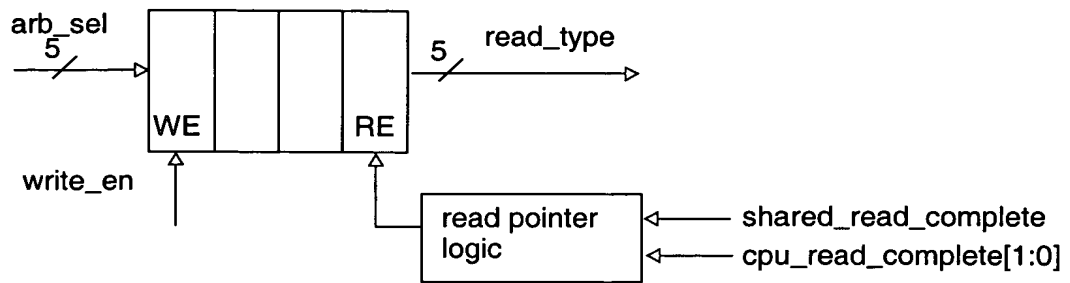 arb_sel
5
5
read_type
WE
RE
write_en
read pointer
logic
shared_read_complete
cpu_read_complete[1:0]